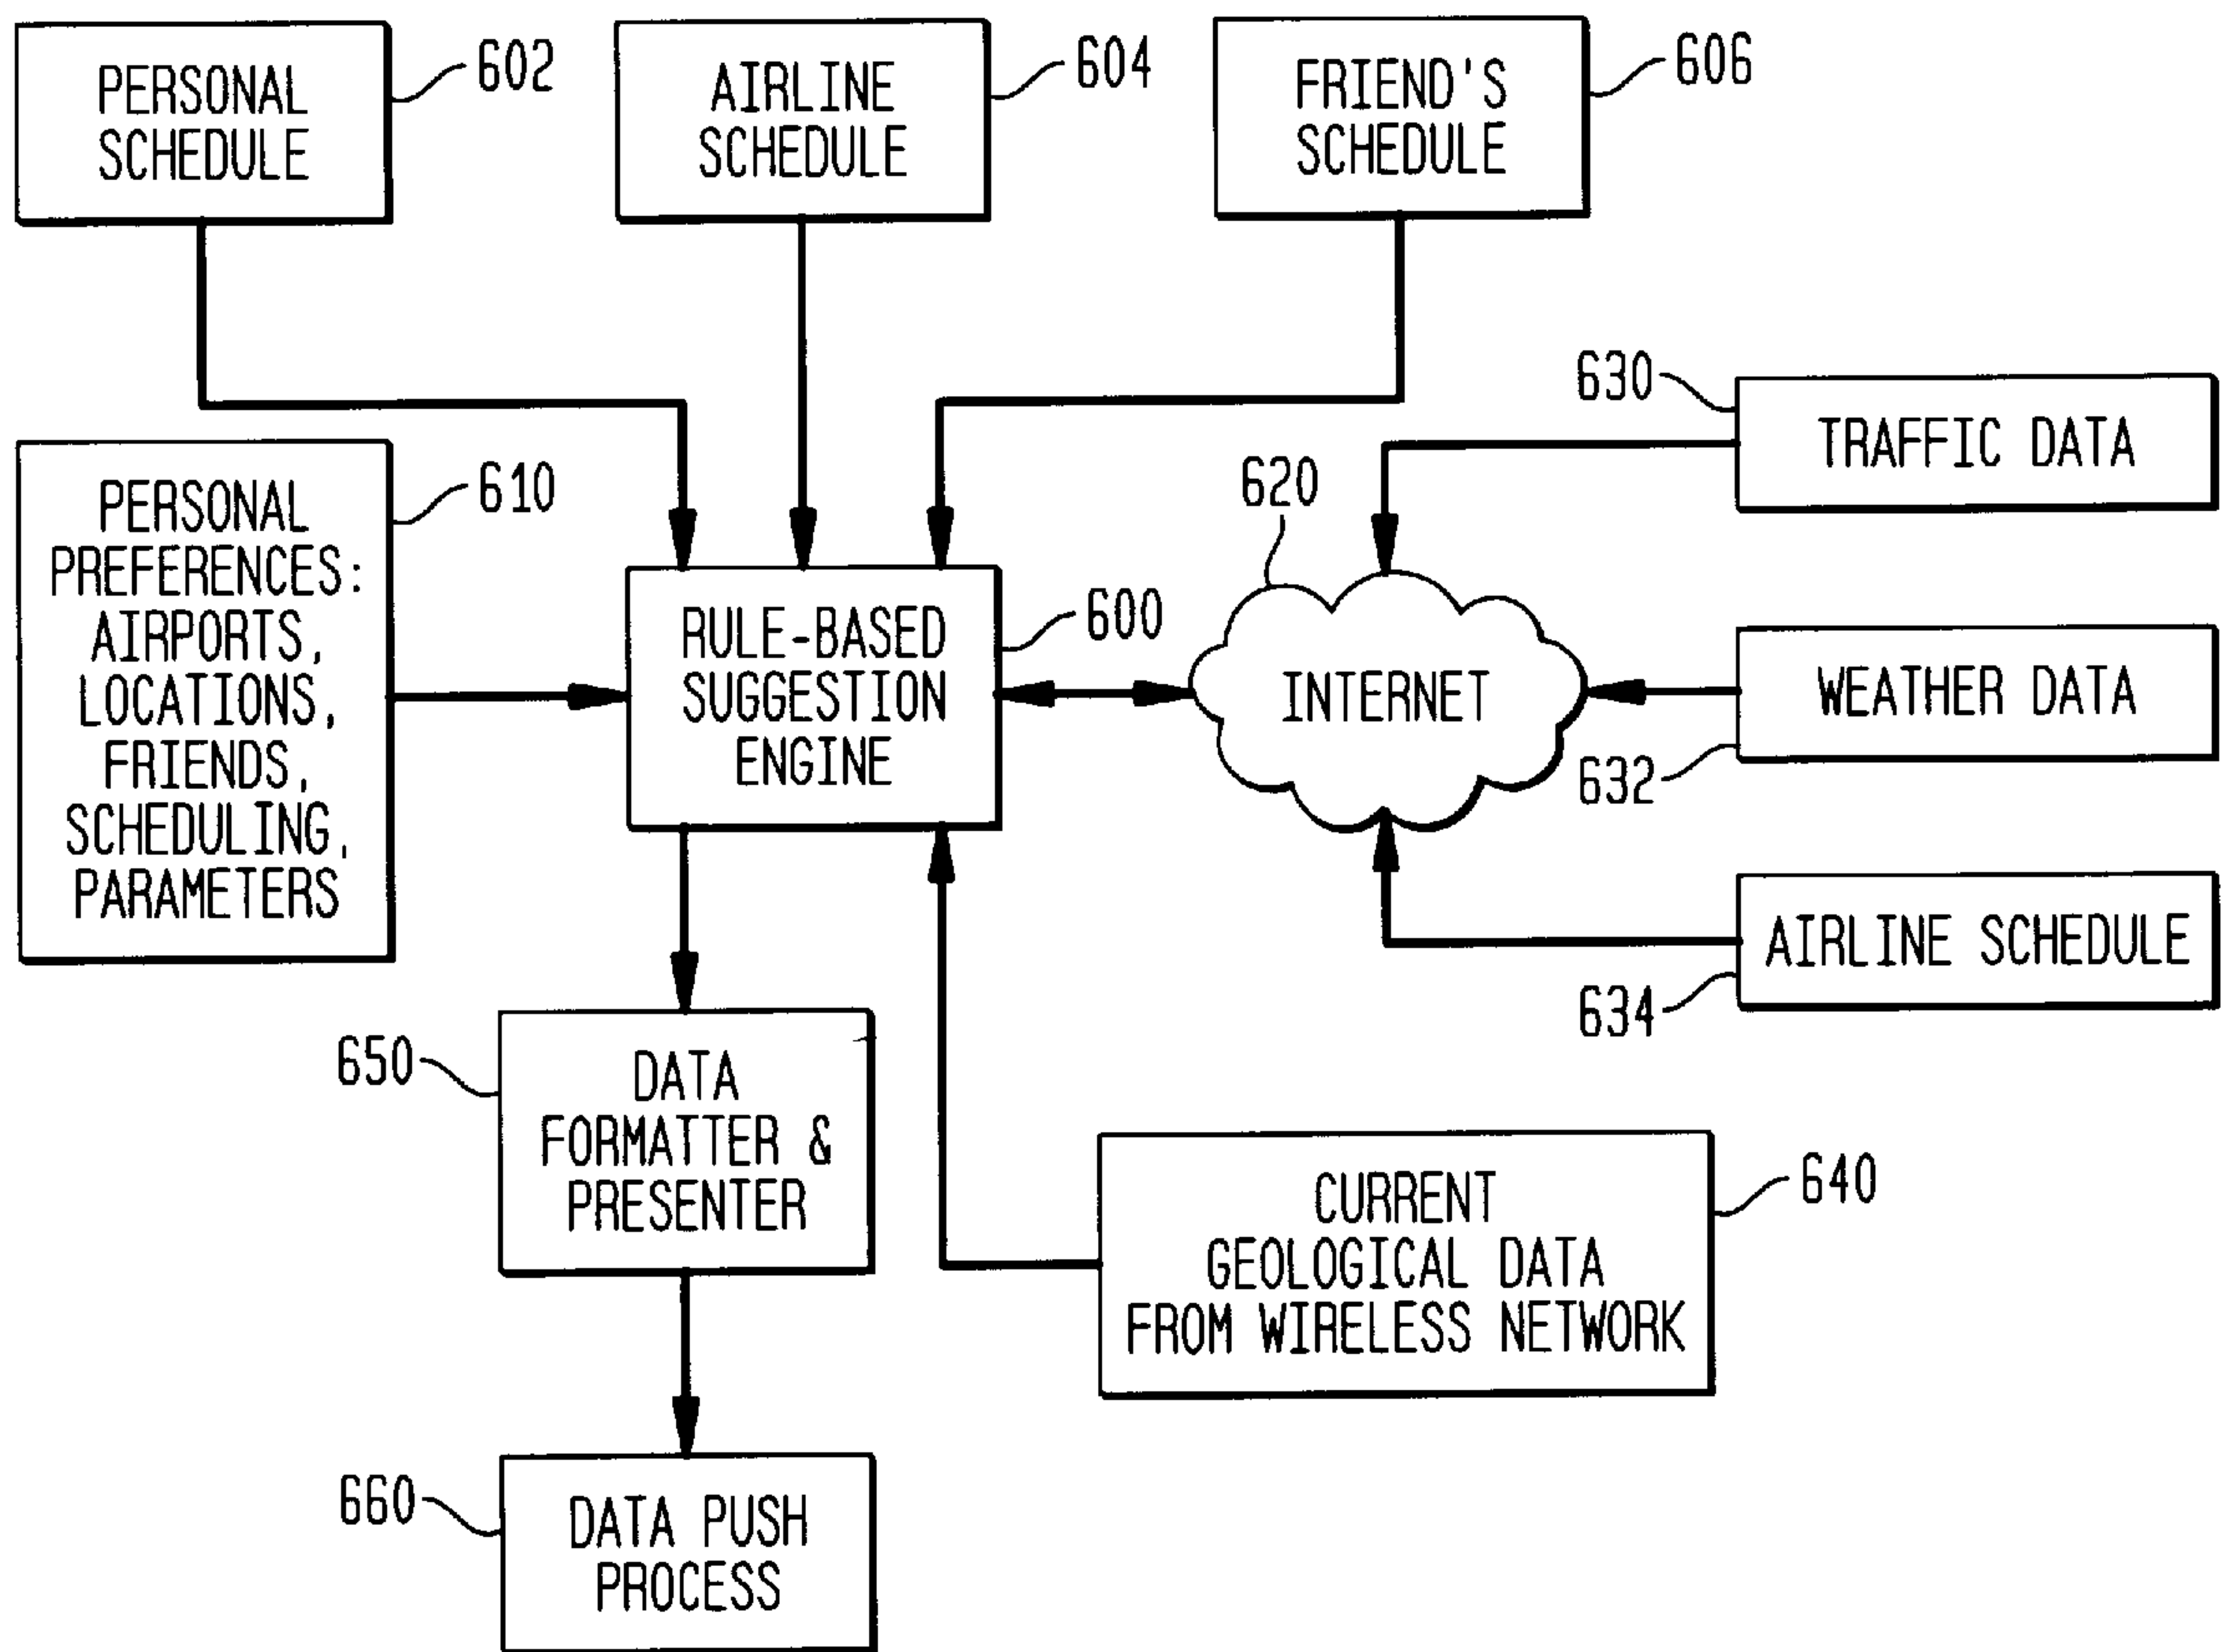 PERSONAL
SCHEDULE
602
AIRLINE
SCHEDULE
604
FRIEND'S
SCHEDULE
606
PERSONAL
PREFERENCES:
AIRPORTS,
LOCATIONS,
FRIENDS,
SCHEDULING,
PARAMETERS
610
RULE-BASED
SUGGESTION
ENGINE
600
620
INTERNET
630
TRAFFIC DATA
WEATHER DATA
632
AIRLINE SCHEDULE
634
650
DATA
FORMATTER &
PRESENTER
CURRENT
GEOLOGICAL DATA
FROM WIRELESS NETWORK
640
660
DATA PUSH
PROCESS